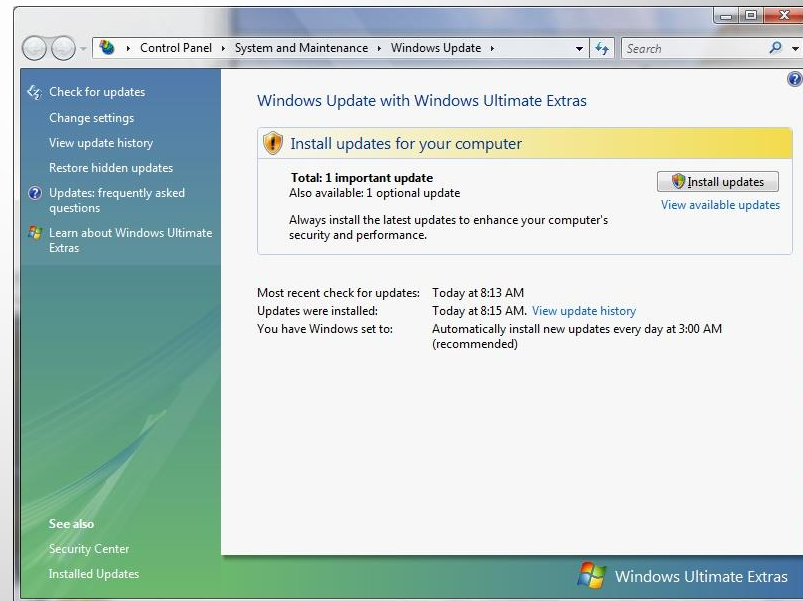 Control Panel System and Maintenance Windows Update
Search
Check for updates
Change settings
View update history
Restore hidden updates
Updates: frequently asked
questions
Learn about Windows Ultimate
Extras
See also
Security Center
Installed Updates
Windows Update with Windows Ultimate Extras
Install updates for your computer
Total: 1 important update
Also available: 1 optional update
Install updates
View available updates
Always install the latest updates to enhance your computer's
security and performance.
Most recent check for updates: Today at 8:13 AM
Updates were installed: Today at 8:15 AM. View update history
You have Windows set to: Automatically install new updates every day at 3:00 AM
(recommended)
Windows Ultimate Extras